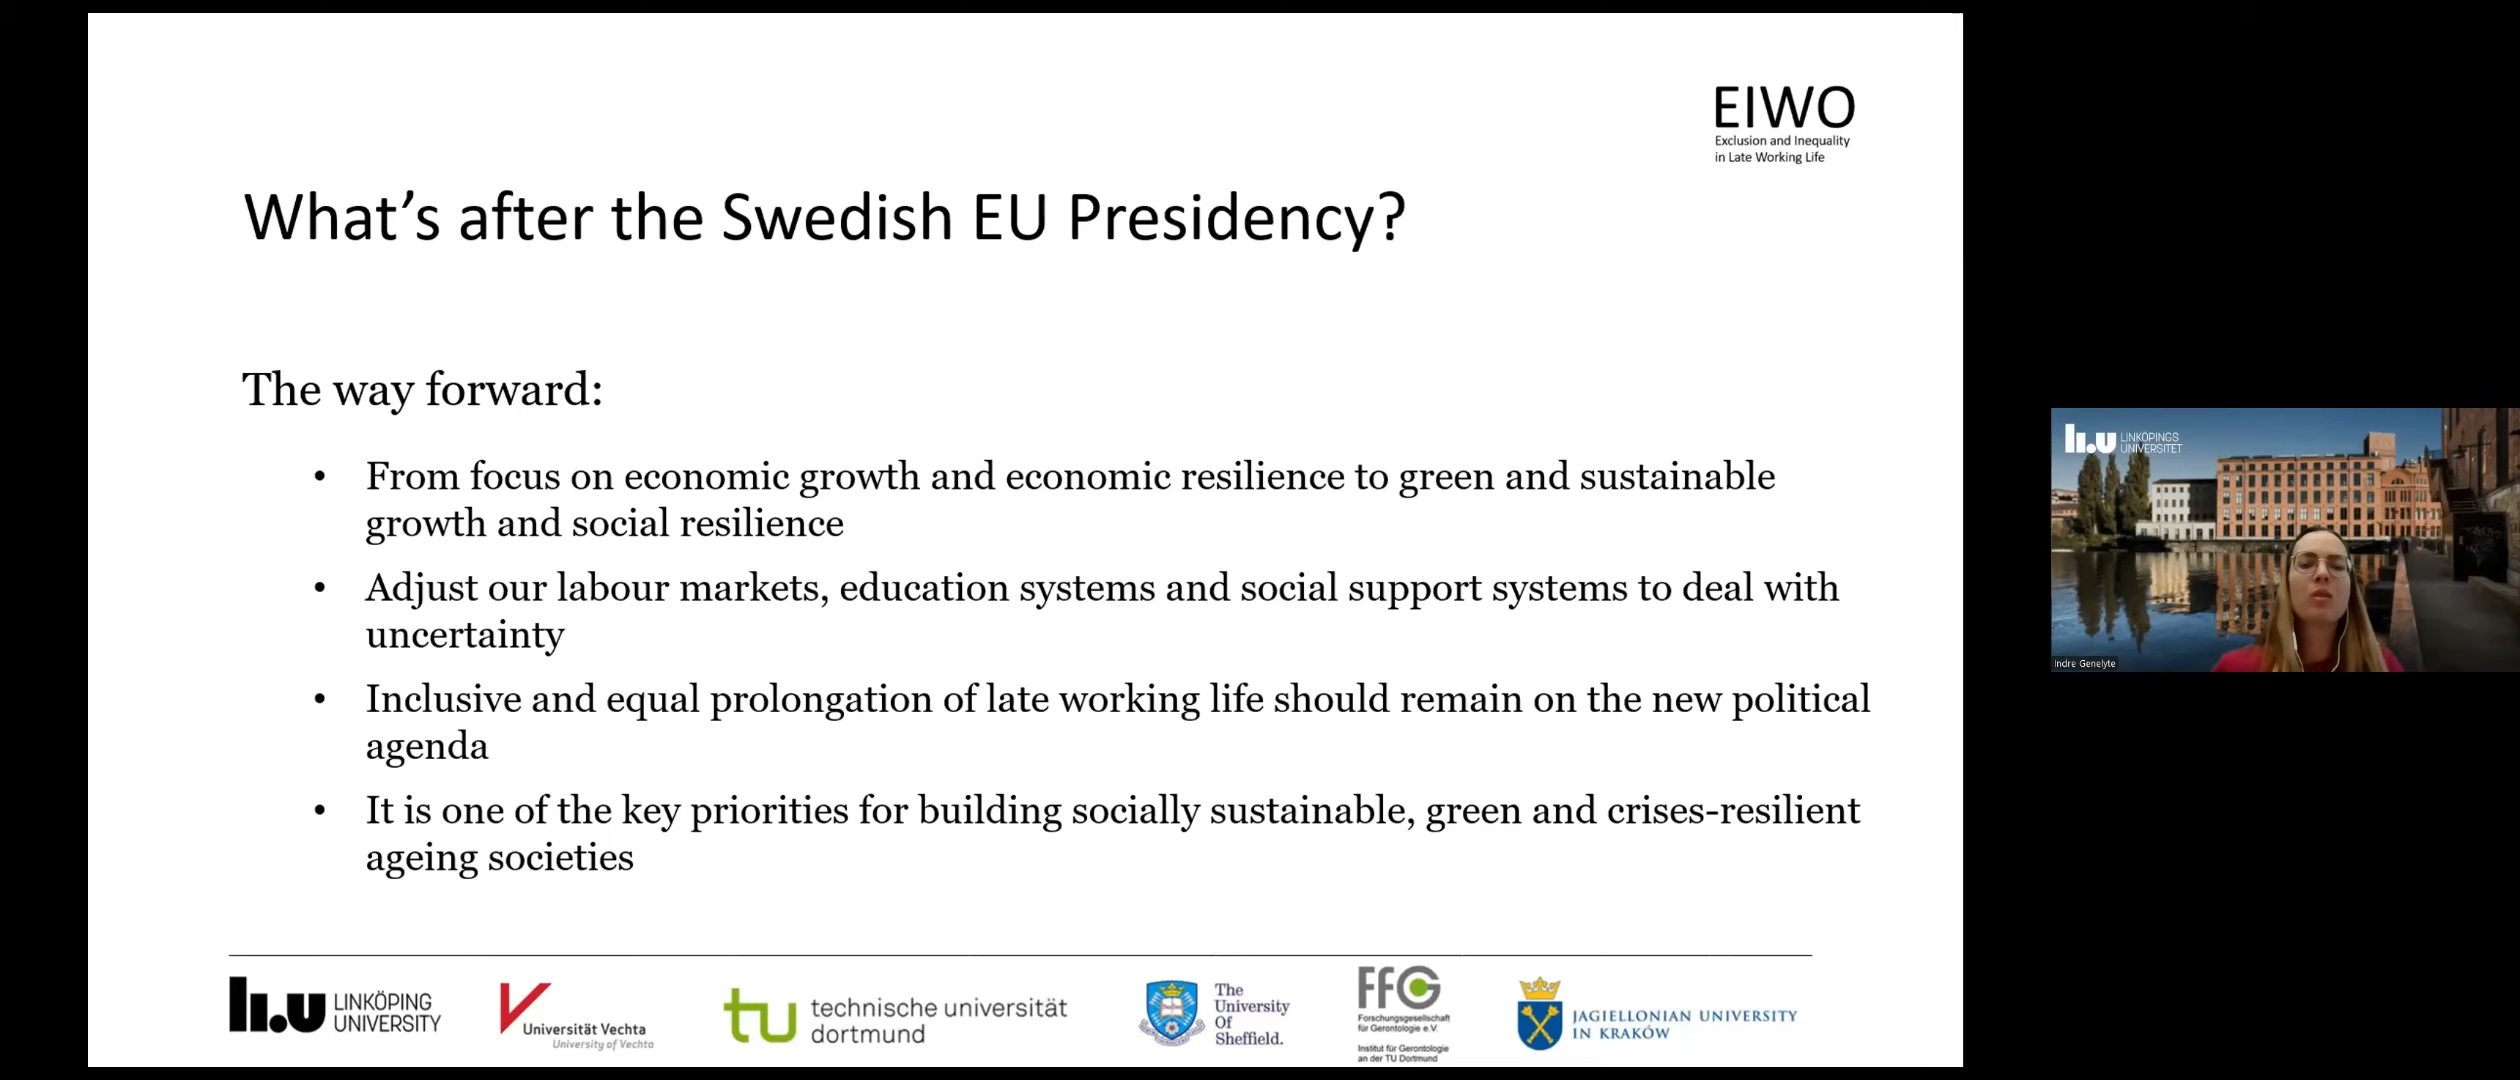 EIWO
Exclusion and Inequality
in Late Working Life
What's after the Swedish EU Presidency?
The way forward:
• From focus on economic growth and economic resilience to green and sustainable
growth and social resilience
• Adjust our labour markets, education systems and social support systems to deal with
uncertainty
• Inclusive and equal prolongation of late working life should remain on the new political
agenda
• It is one of the key priorities for building socially sustainable, green and crises-resilient
ageing societies
li.u LINKÖPING
UNIVERSITY
V
Universität Vechta
University of Vechta
tu technische universität
dortmund
The
University
Of
Sheffield.
FfG
Forschungsgesellschaft
für Gerontologie e.V.
Institut für Gerontologie
an der TU Dortmund
JAGIELLONIAN UNIVERSITY
IN KRAKÓW
li.u LINKÖPINGS
UNIVERSITET
Indre Genelyte